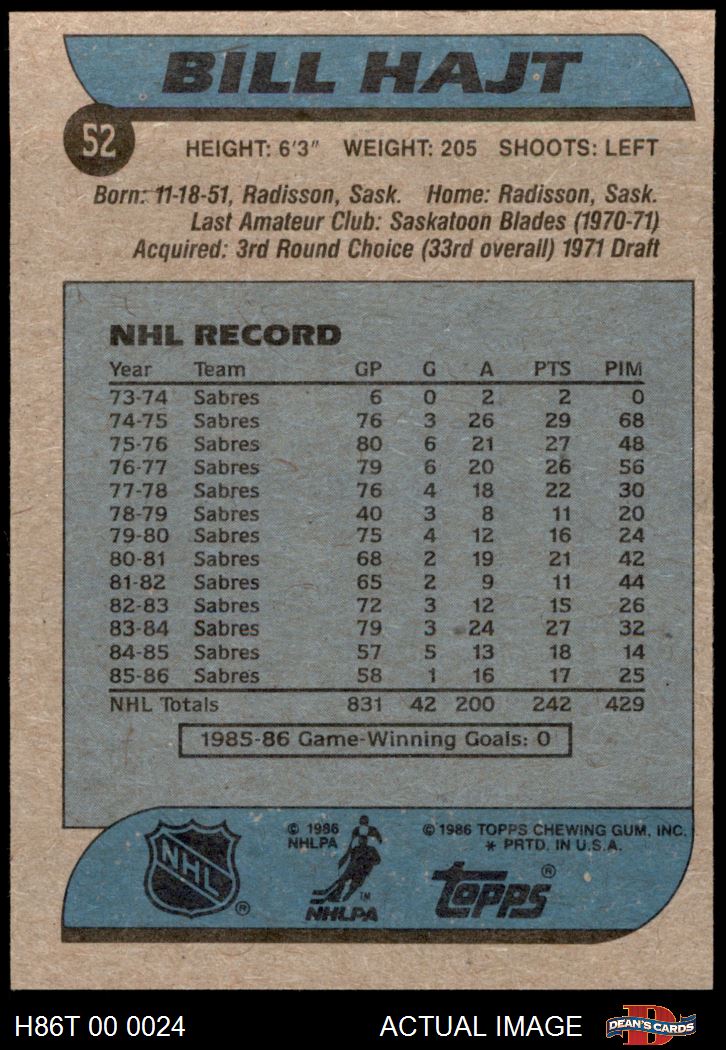 BILL HAJT
52
HEIGHT: 6'3" WEIGHT: 205 SHOOTS: LEFT
Born: 11-18-51, Radisson, Sask. Home: Radisson, Sask.
Last Amateur Club: Saskatoon Blades (1970-71)
Acquired: 3rd Round Choice (33rd overall) 1971 Draft
NHL RECORD
Year Team GP G A PTS PIM
73-74 Sabres 6 0 2 2 0
74-75 Sabres 76 3 26 29 68
75-76 Sabres 80 6 21 27 48
76-77 Sabres 79 6 20 26 56
77-78 Sabres 76 4 18 22 30
78-79 Sabres 40 3 8 11 20
79-80 Sabres 75 4 12 16 24
80-81 Sabres 68 2 19 21 42
81-82 Sabres 65 2 9 11 44
82-83 Sabres 72 3 12 15 26
83-84 Sabres 79 3 24 27 32
84-85 Sabres 57 5 13 18 14
85-86 Sabres 58 1 16 17 25
NHL Totals 831 42 200 242 429
1985-86 Game-Winning Goals: 0
NHL ®
© 1986
NHLPA
NHLPA ™
© 1986 TOPPS CHEWING GUM, INC.
* PRTD. IN U.S.A.
topps ®
H86T 00 0024 ACTUAL IMAGE
D
DEAN'S CARDS